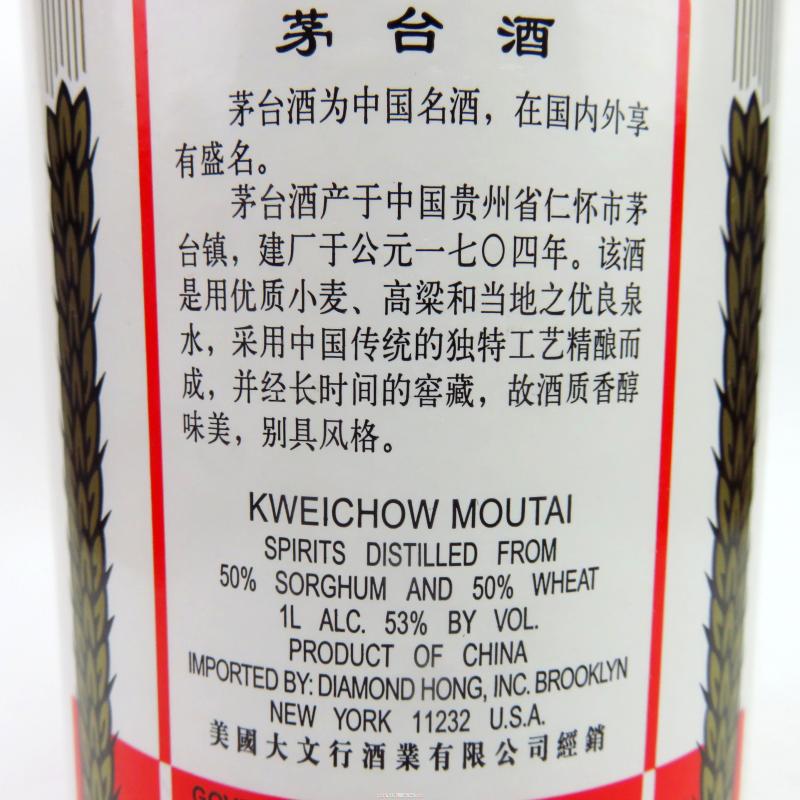 茅台酒
茅台酒为中国名酒，在国内外享
有盛名。
茅台酒产于中国贵州省仁怀市茅
台镇，建厂于公元一七〇四年。该酒
是用优质小麦、高粱和当地之优良泉
水，采用中国传统的独特工艺精酿而
成，并经长时间的窖藏，故酒质香醇
味美，别具风格。
KWEICHOW MOUTAI
SPIRITS DISTILLED FROM
50% SORGHUM AND 50% WHEAT
1L ALC. 53% BY VOL.
PRODUCT OF CHINA
IMPORTED BY: DIAMOND HONG, INC. BROOKLYN
NEW YORK 11232 U.S.A.
美國大文行酒業有限公司經銷